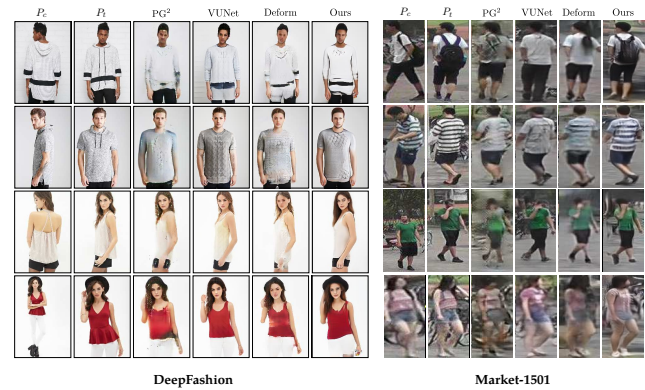 P_c P_t PG² VUNet Deform Ours P_c P_t PG² VUNet Deform Ours
DeepFashion Market-1501